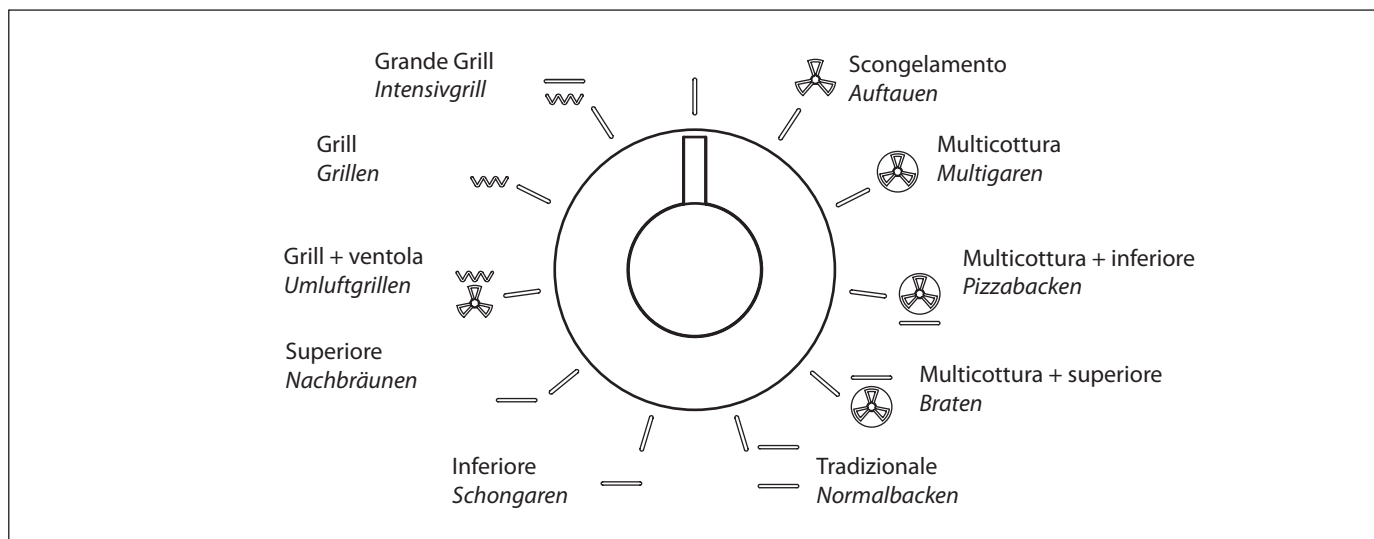 Grande Grill
Intensivgrill
Scongelamento
Auftauen
Grill
Grillen
Multicottura
Multigaren
Grill + ventola
Umluftgrillen
Multicottura + inferiore
Pizzabacken
Superiore
Nachbräunen
Multicottura + superiore
Braten
Inferiore
Schongaren
Tradizionale
Normalbacken